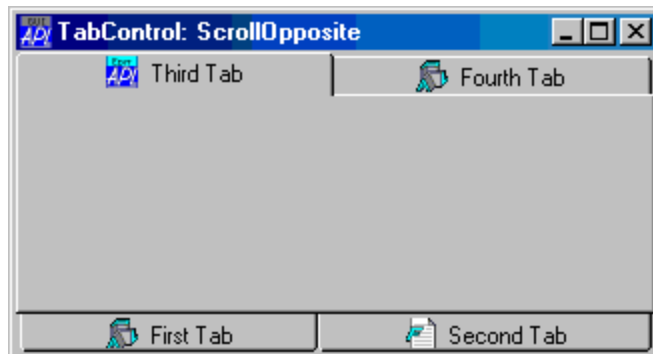 TabControl: ScrollOpposite
Third Tab
Fourth Tab
First Tab
Second Tab